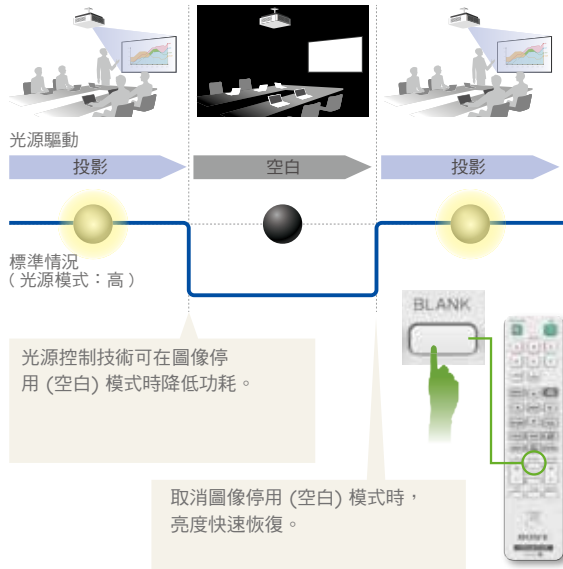 光源驅動
投影
空白
投影
標準情況
（光源模式：高）
BLANK
光源控制技術可在圖像停
用 (空白) 模式時降低功耗。
取消圖像停用 (空白) 模式時，
亮度快速恢復。
SONY